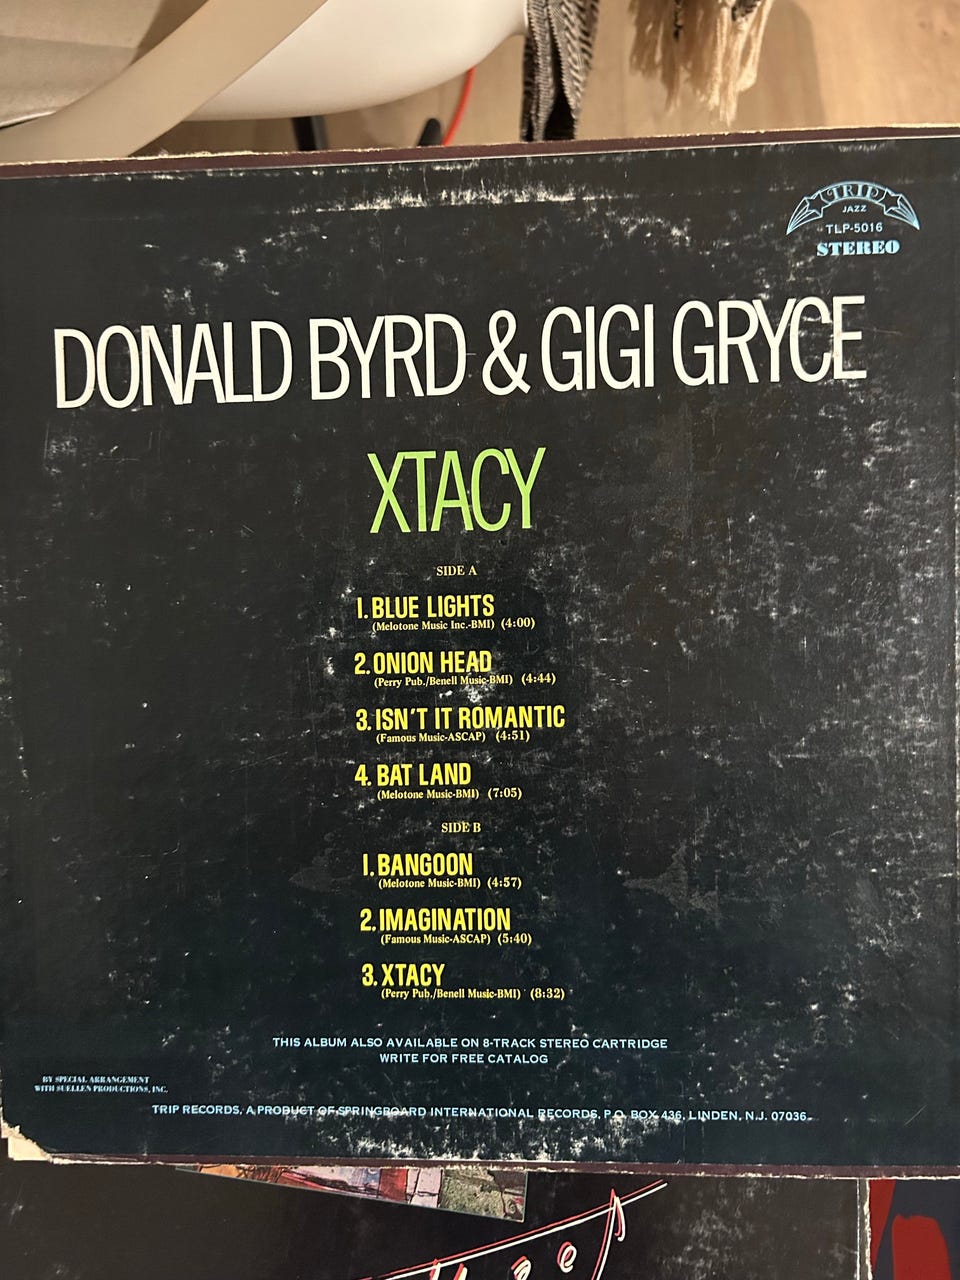 TRIP
JAZZ
TLP-5016
STEREO
DONALD BYRD & GIGI GRYCE
XTACY
SIDE A
1. BLUE LIGHTS
(Melotone Music Inc.-BMI) (4:00)
2. ONION HEAD
(Perry Pub./Benell Music-BMI) (4:44)
3. ISN'T IT ROMANTIC
(Famous Music-ASCAP) (4:51)
4. BAT LAND
(Melotone Music-BMI) (7:05)
SIDE B
1. BANGOON
(Melotone Music-BMI) (4:57)
2. IMAGINATION
(Famous Music-ASCAP) (5:40)
3. XTACY
(Perry Pub./Benell Music-BMI) (8:32)
THIS ALBUM ALSO AVAILABLE ON 8-TRACK STEREO CARTRIDGE
WRITE FOR FREE CATALOG
BY SPECIAL ARRANGEMENT
WITH SUELLEN PRODUCTIONS, INC.
TRIP RECORDS, A PRODUCT OF SPRINGBOARD INTERNATIONAL RECORDS, P.O. BOX 436, LINDEN, N.J. 07036